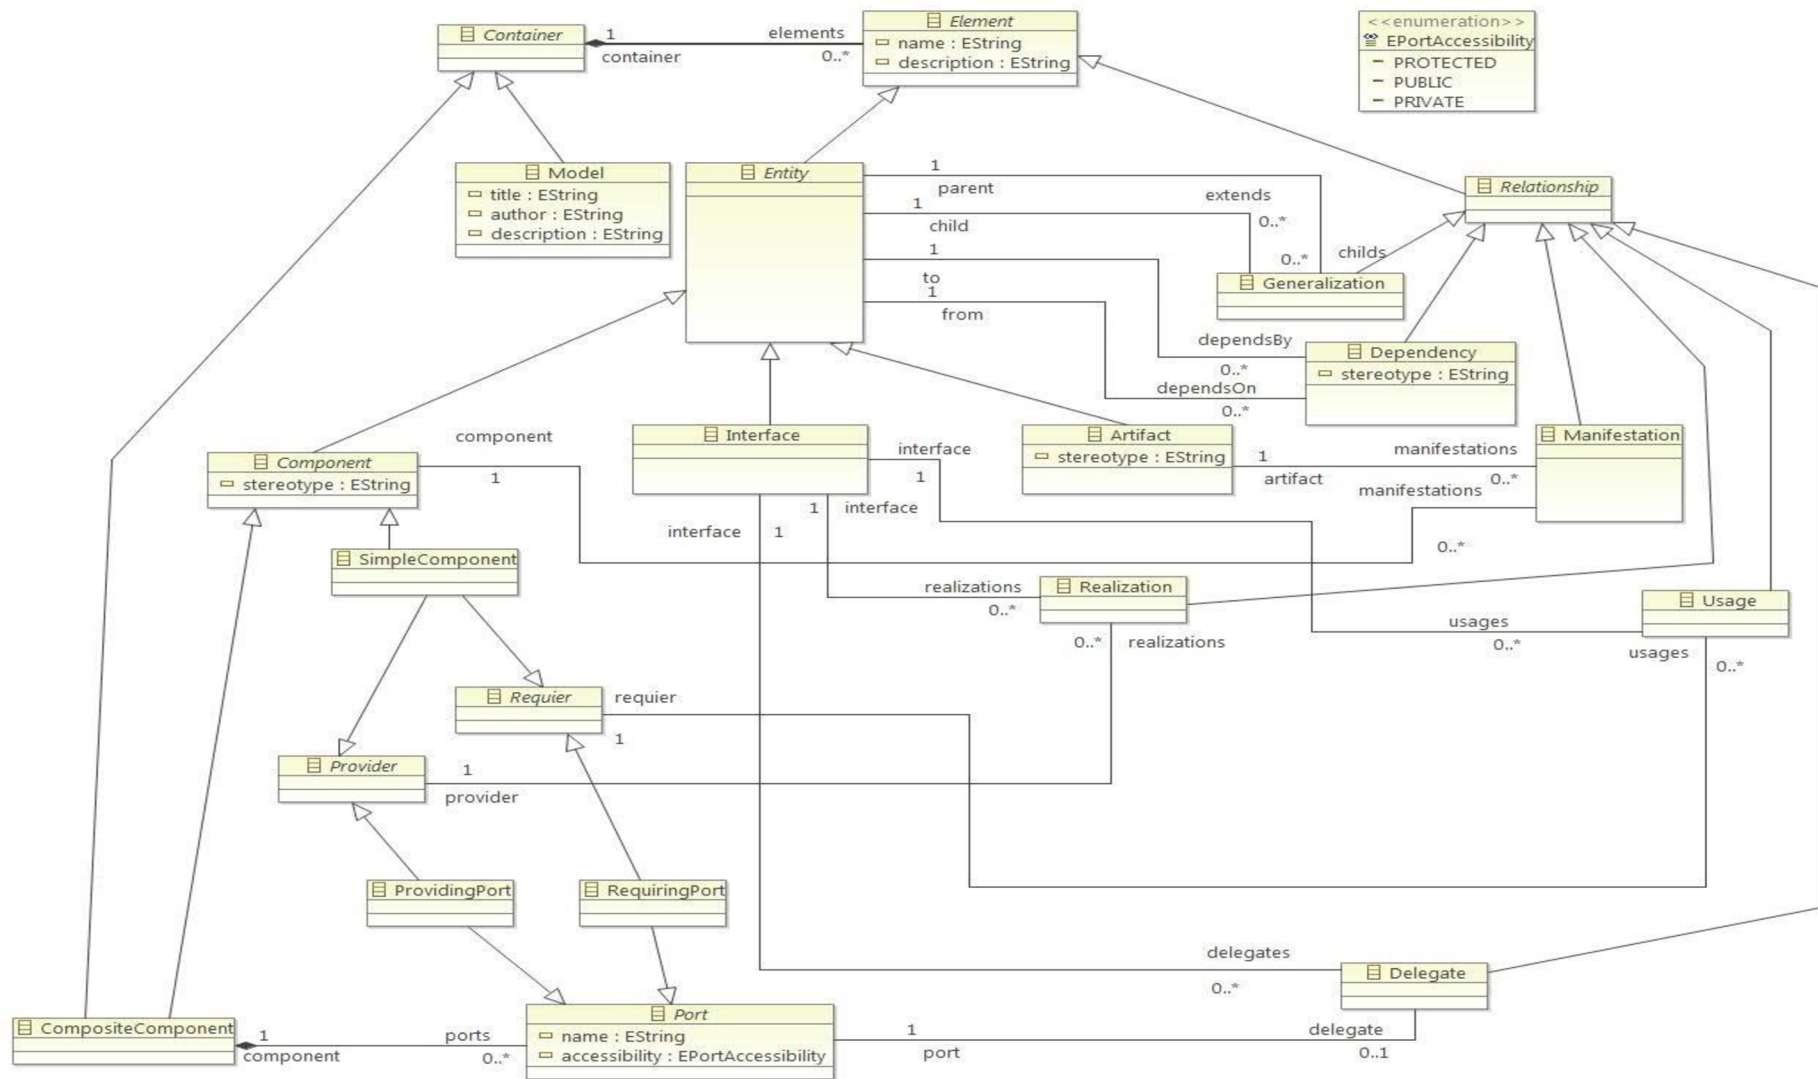 Container
1
container
elements
0..*
Element
name : EString
description : EString
<<enumeration>>
EPortAccessibility
PROTECTED
PUBLIC
PRIVATE
Model
title : EString
author : EString
description : EString
Entity
1
parent
extends
1
child
0..*
1
to
childs
0..*
1
from
Relationship
Generalization
dependsBy
0..*
dependsOn
0..*
Dependency
stereotype : EString
component
1
Component
stereotype : EString
Interface
interface
1
Artifact
stereotype : EString
1
artifact
manifestations
0..*
manifestations
0..*
Manifestation
interface
1
1
interface
SimpleComponent
realizations
0..*
Realization
0..*
realizations
usages
0..*
Usage
usages
0..*
Requier
requier
1
Provider
1
provider
ProvidingPort
RequiringPort
delegates
0..*
Delegate
CompositeComponent
1
component
ports
0..*
Port
name : EString
accessibility : EPortAccessibility
1
port
delegate
0..1